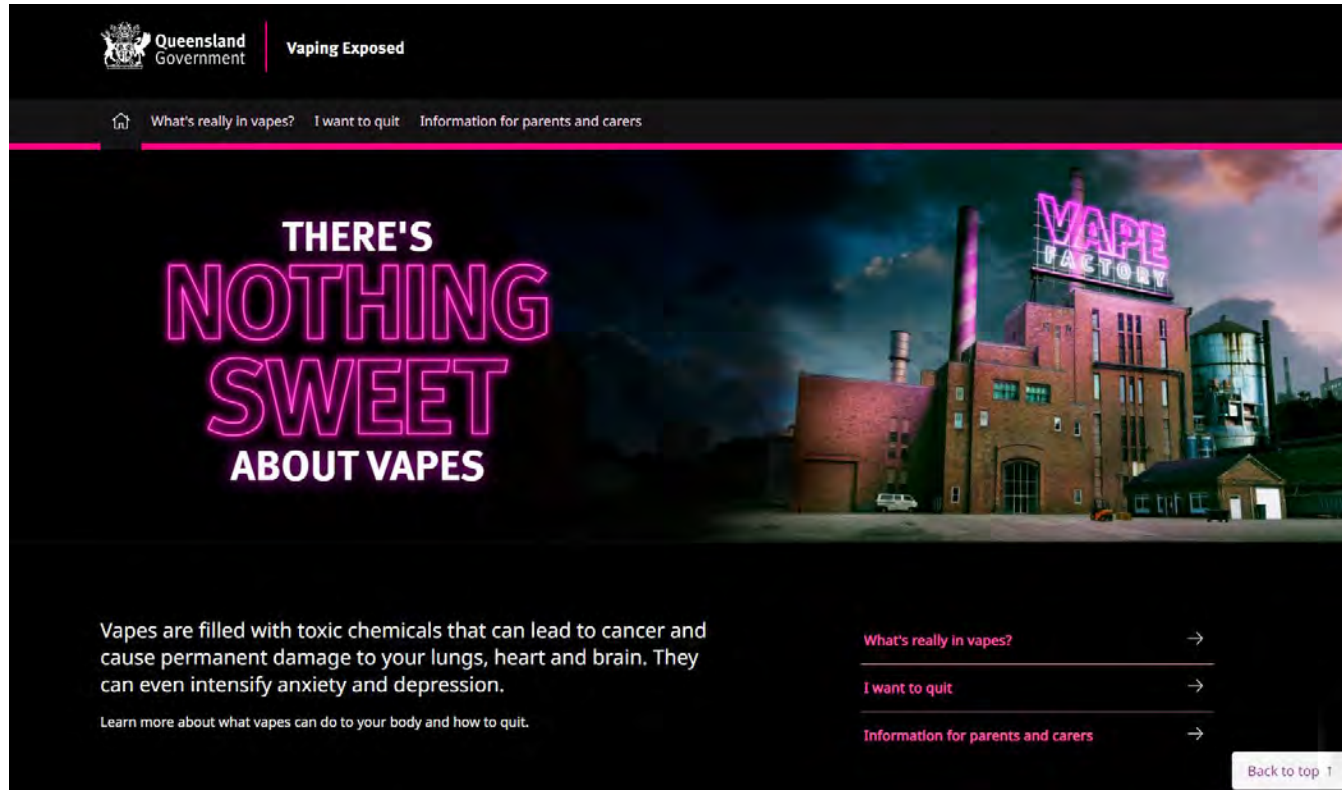 Queensland
Government
Vaping Exposed
What's really in vapes? I want to quit Information for parents and carers
THERE'S
NOTHING
SWEET
ABOUT VAPES
VAPE
FACTORY
Vapes are filled with toxic chemicals that can lead to cancer and
cause permanent damage to your lungs, heart and brain. They
can even intensify anxiety and depression.
Learn more about what vapes can do to your body and how to quit.
What's really in vapes? →
I want to quit →
Information for parents and carers →
Back to top ↑